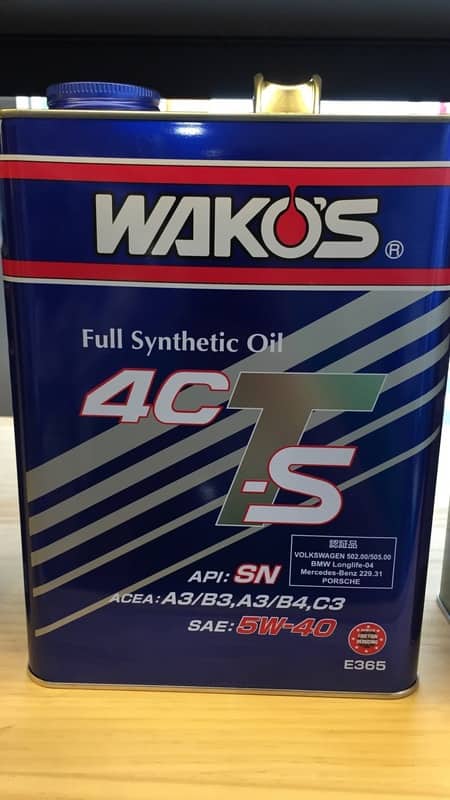 WAKO'S®
Full Synthetic Oil
4CT-S
認証品
VOLKSWAGEN 502.00/505.00
BMW Longlife-04
Mercedes-Benz 229.31
PORSCHE
API: SN
ACEA: A3/B3,A3/B4,C3
SAE: 5W-40
E365